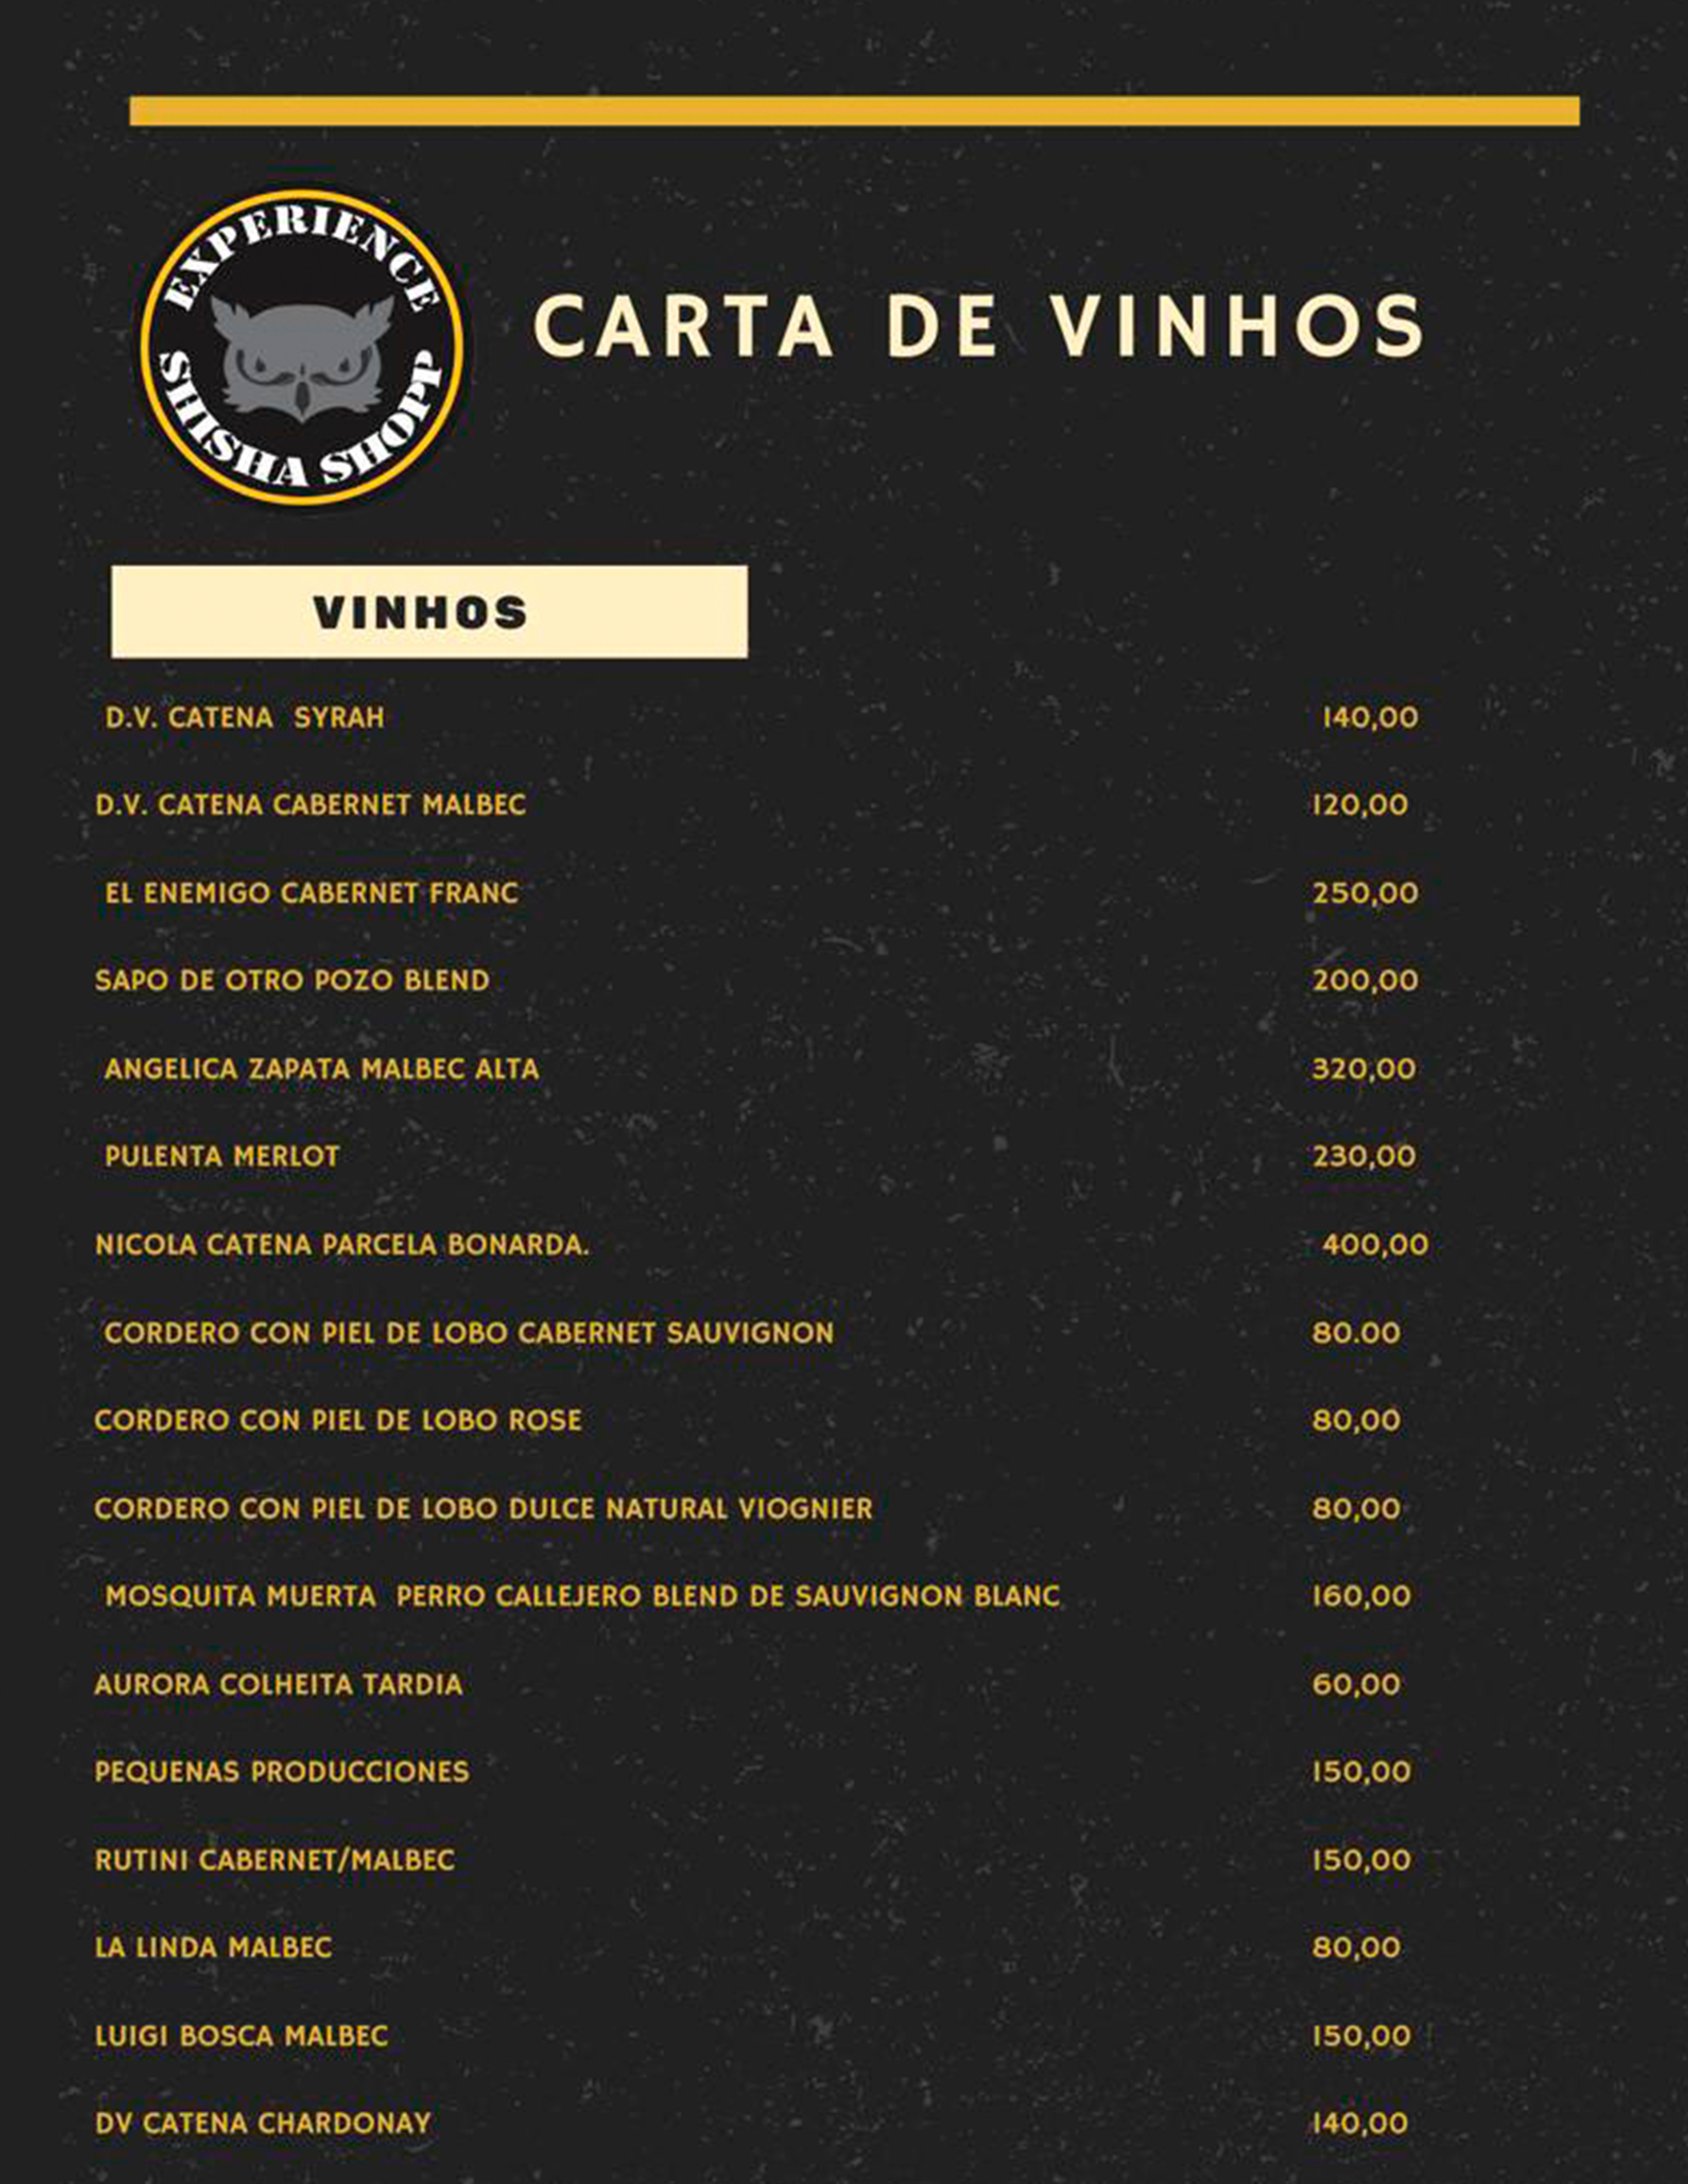 EXPERIENCE
SHISHA SHOPP
CARTA DE VINHOS
VINHOS
D.V. CATENA  SYRAH 140,00
D.V. CATENA CABERNET MALBEC 120,00
EL ENEMIGO CABERNET FRANC 250,00
SAPO DE OTRO POZO BLEND 200,00
ANGELICA ZAPATA MALBEC ALTA 320,00
PULENTA MERLOT 230,00
NICOLA CATENA PARCELA BONARDA. 400,00
CORDERO CON PIEL DE LOBO CABERNET SAUVIGNON 80.00
CORDERO CON PIEL DE LOBO ROSE 80,00
CORDERO CON PIEL DE LOBO DULCE NATURAL VIOGNIER 80,00
MOSQUITA MUERTA  PERRO CALLEJERO BLEND DE SAUVIGNON BLANC 160,00
AURORA COLHEITA TARDIA 60,00
PEQUENAS PRODUCCIONES 150,00
RUTINI CABERNET/MALBEC 150,00
LA LINDA MALBEC 80,00
LUIGI BOSCA MALBEC 150,00
DV CATENA CHARDONAY 140,00